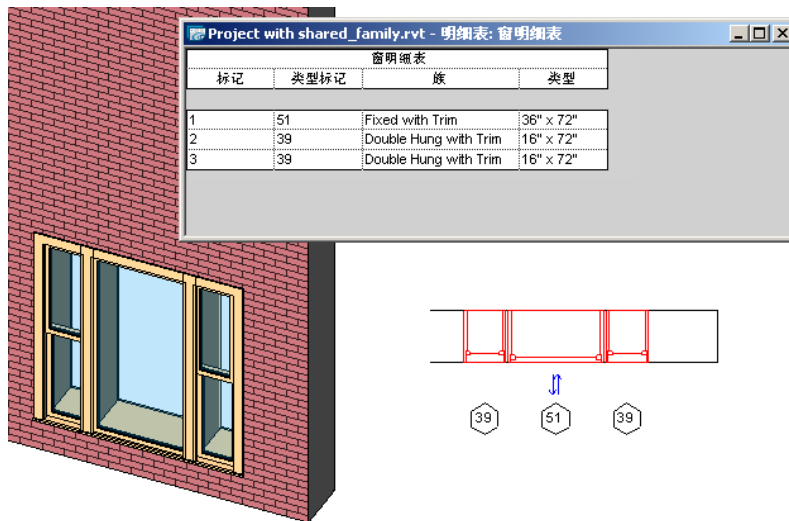 Project with shared_family.rvt - 明细表: 窗明细表
窗明细表
标记 类型标记 族 类型
1 51 Fixed with Trim 36" x 72"
2 39 Double Hung with Trim 16" x 72"
3 39 Double Hung with Trim 16" x 72"
39 51 39